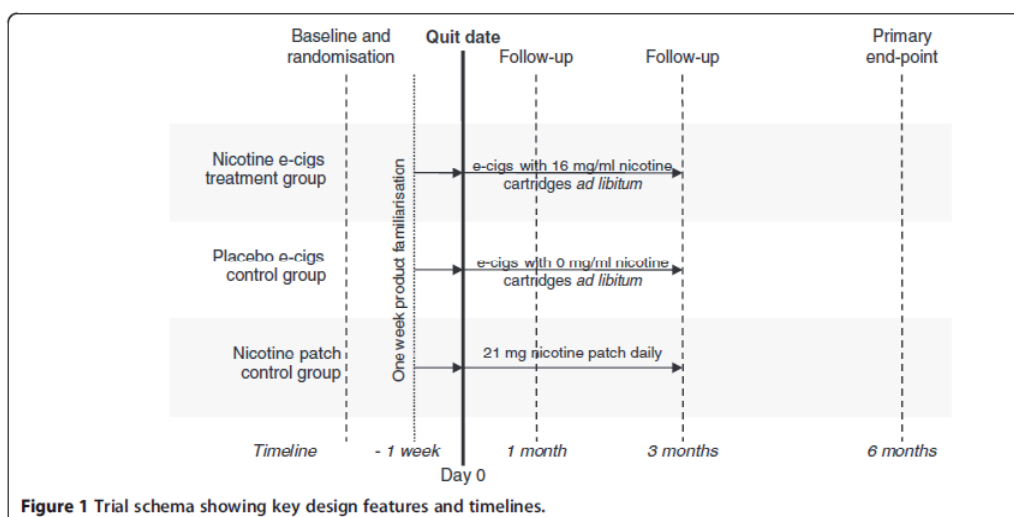 Baseline and
randomisation
Quit date
Follow-up
Follow-up
Primary
end-point
Nicotine e-cigs
treatment group
e-cigs with 16 mg/ml nicotine
cartridges ad libitum
One week product familiarisation
Placebo e-cigs
control group
e-cigs with 0 mg/ml nicotine
cartridges ad libitum
Nicotine patch
control group
21 mg nicotine patch daily
Timeline
- 1 week
Day 0
1 month
3 months
6 months
Figure 1 Trial schema showing key design features and timelines.